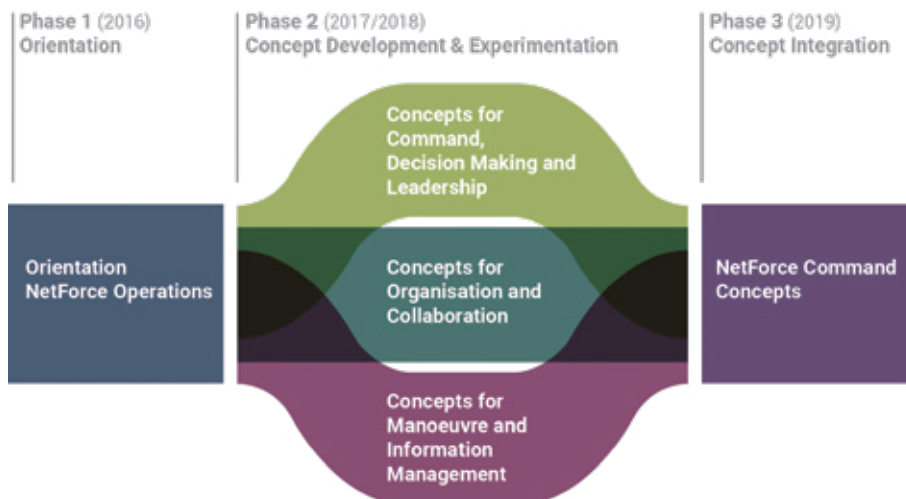 Phase 1 (2016)
Orientation
Phase 2 (2017/2018)
Concept Development & Experimentation
Phase 3 (2019)
Concept Integration
Concepts for
Command,
Decision Making and
Leadership
Orientation
NetForce Operations
Concepts for
Organisation and
Collaboration
NetForce Command
Concepts
Concepts for
Manoeuvre and
Information
Management